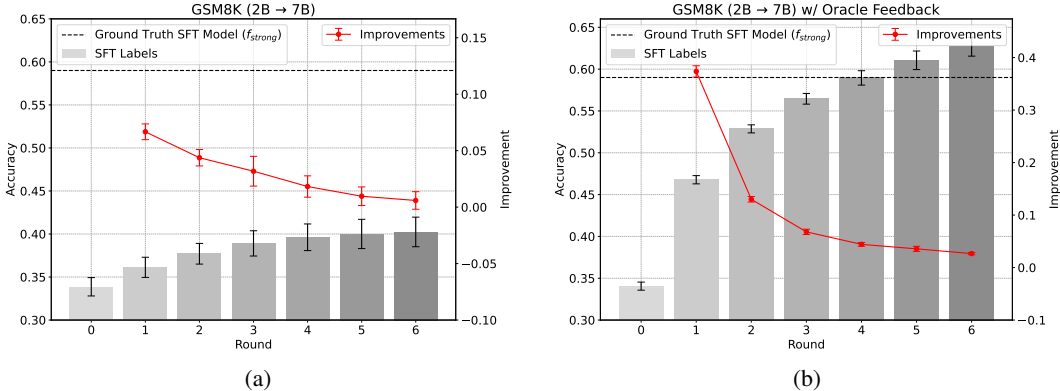 GSM8K (2B → 7B)
Ground Truth SFT Model (f_strong)
SFT Labels
Improvements
Accuracy
0.65
0.60
0.55
0.50
0.45
0.40
0.35
0.30
Improvement
0.15
0.10
0.05
0.00
−0.05
−0.10
0 1 2 3 4 5 6
Round
(a)
GSM8K (2B → 7B) w/ Oracle Feedback
Ground Truth SFT Model (f_strong)
SFT Labels
Improvements
Accuracy
0.65
0.60
0.55
0.50
0.45
0.40
0.35
0.30
Improvement
0.4
0.3
0.2
0.1
0.0
−0.1
0 1 2 3 4 5 6
Round
(b)